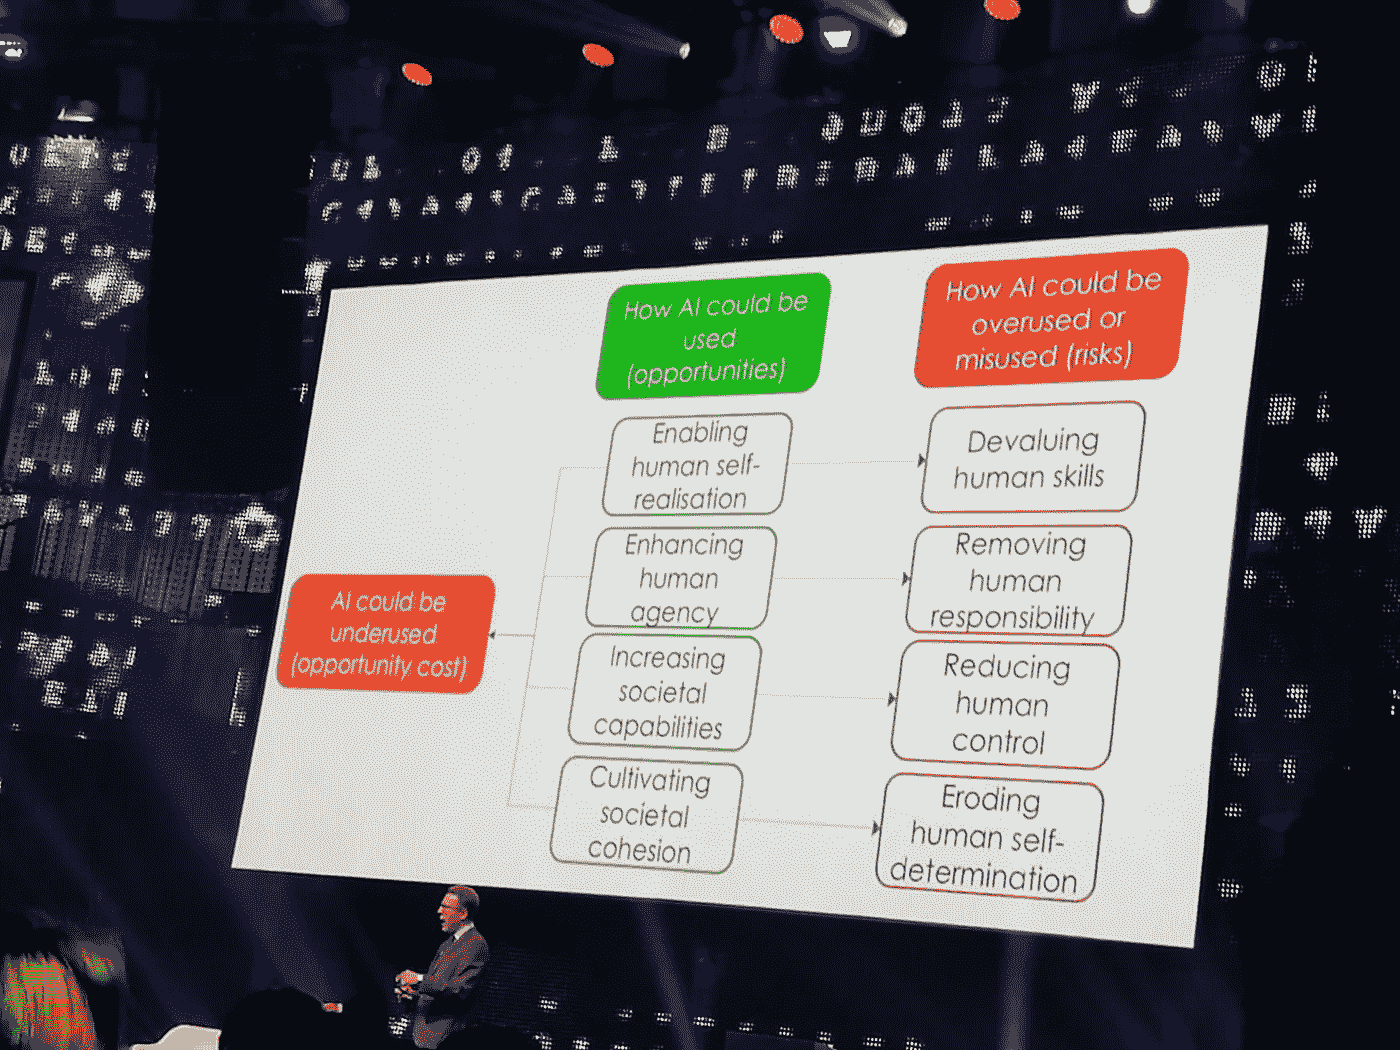 How AI could be
used
(opportunities)
How AI could be
overused or
misused (risks)
Enabling
human self-
realisation
Devaluing
human skills
Enhancing
human
agency
Removing
human
responsibility
AI could be
underused
(opportunity cost)
Increasing
societal
capabilities
Reducing
human
control
Cultivating
societal
cohesion
Eroding
human self-
determination